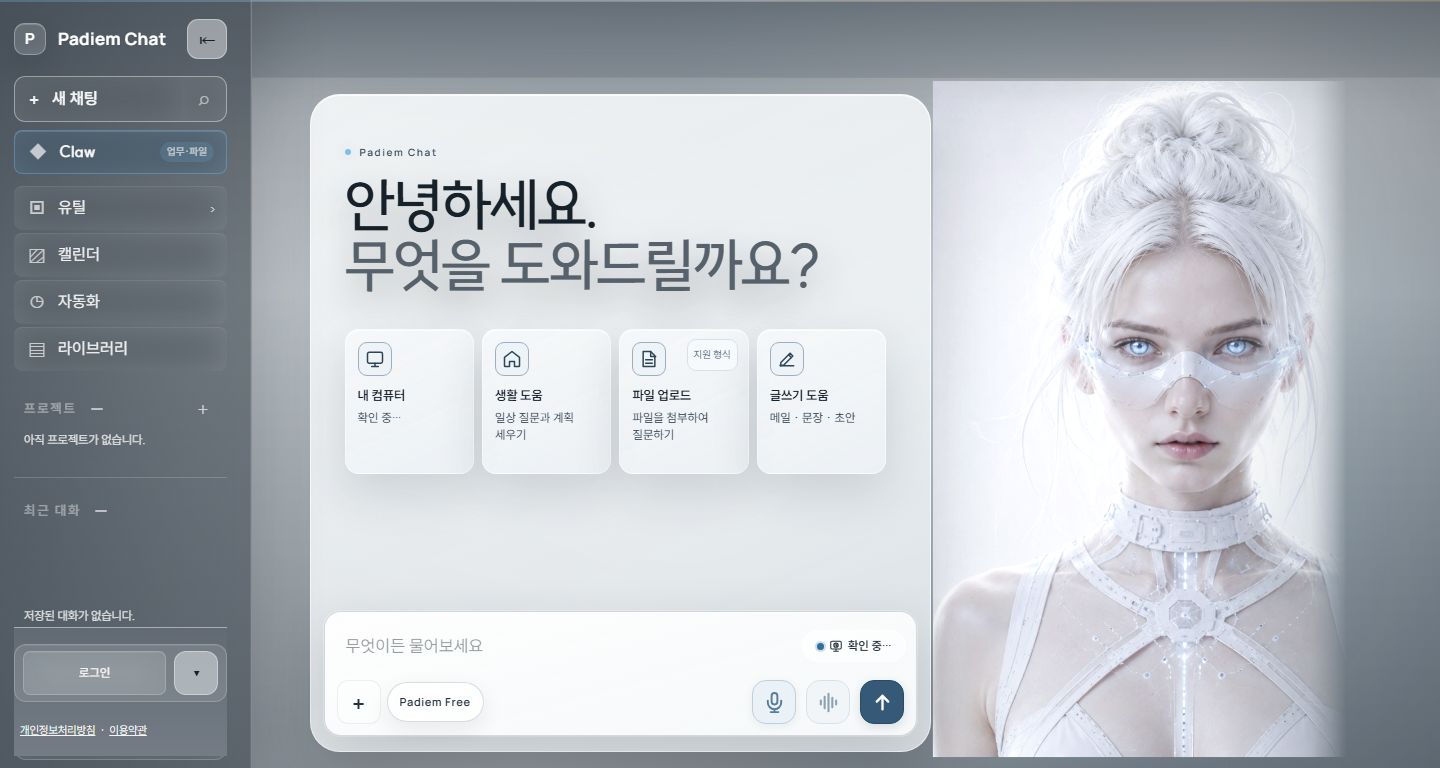 P Padiem Chat
+ 새 채팅
Claw 업무·파일
유틸
캘린더
자동화
라이브러리
프로젝트
아직 프로젝트가 없습니다.
최근 대화
저장된 대화가 없습니다.
로그인
개인정보처리방침 · 이용약관
Padiem Chat
안녕하세요.
무엇을 도와드릴까요?
내 컴퓨터
확인 중···
생활 도움
일상 질문과 계획
세우기
지원 형식
파일 업로드
파일을 첨부하여
질문하기
글쓰기 도움
메일 · 문장 · 초안
무엇이든 물어보세요
확인 중···
+ Padiem Free